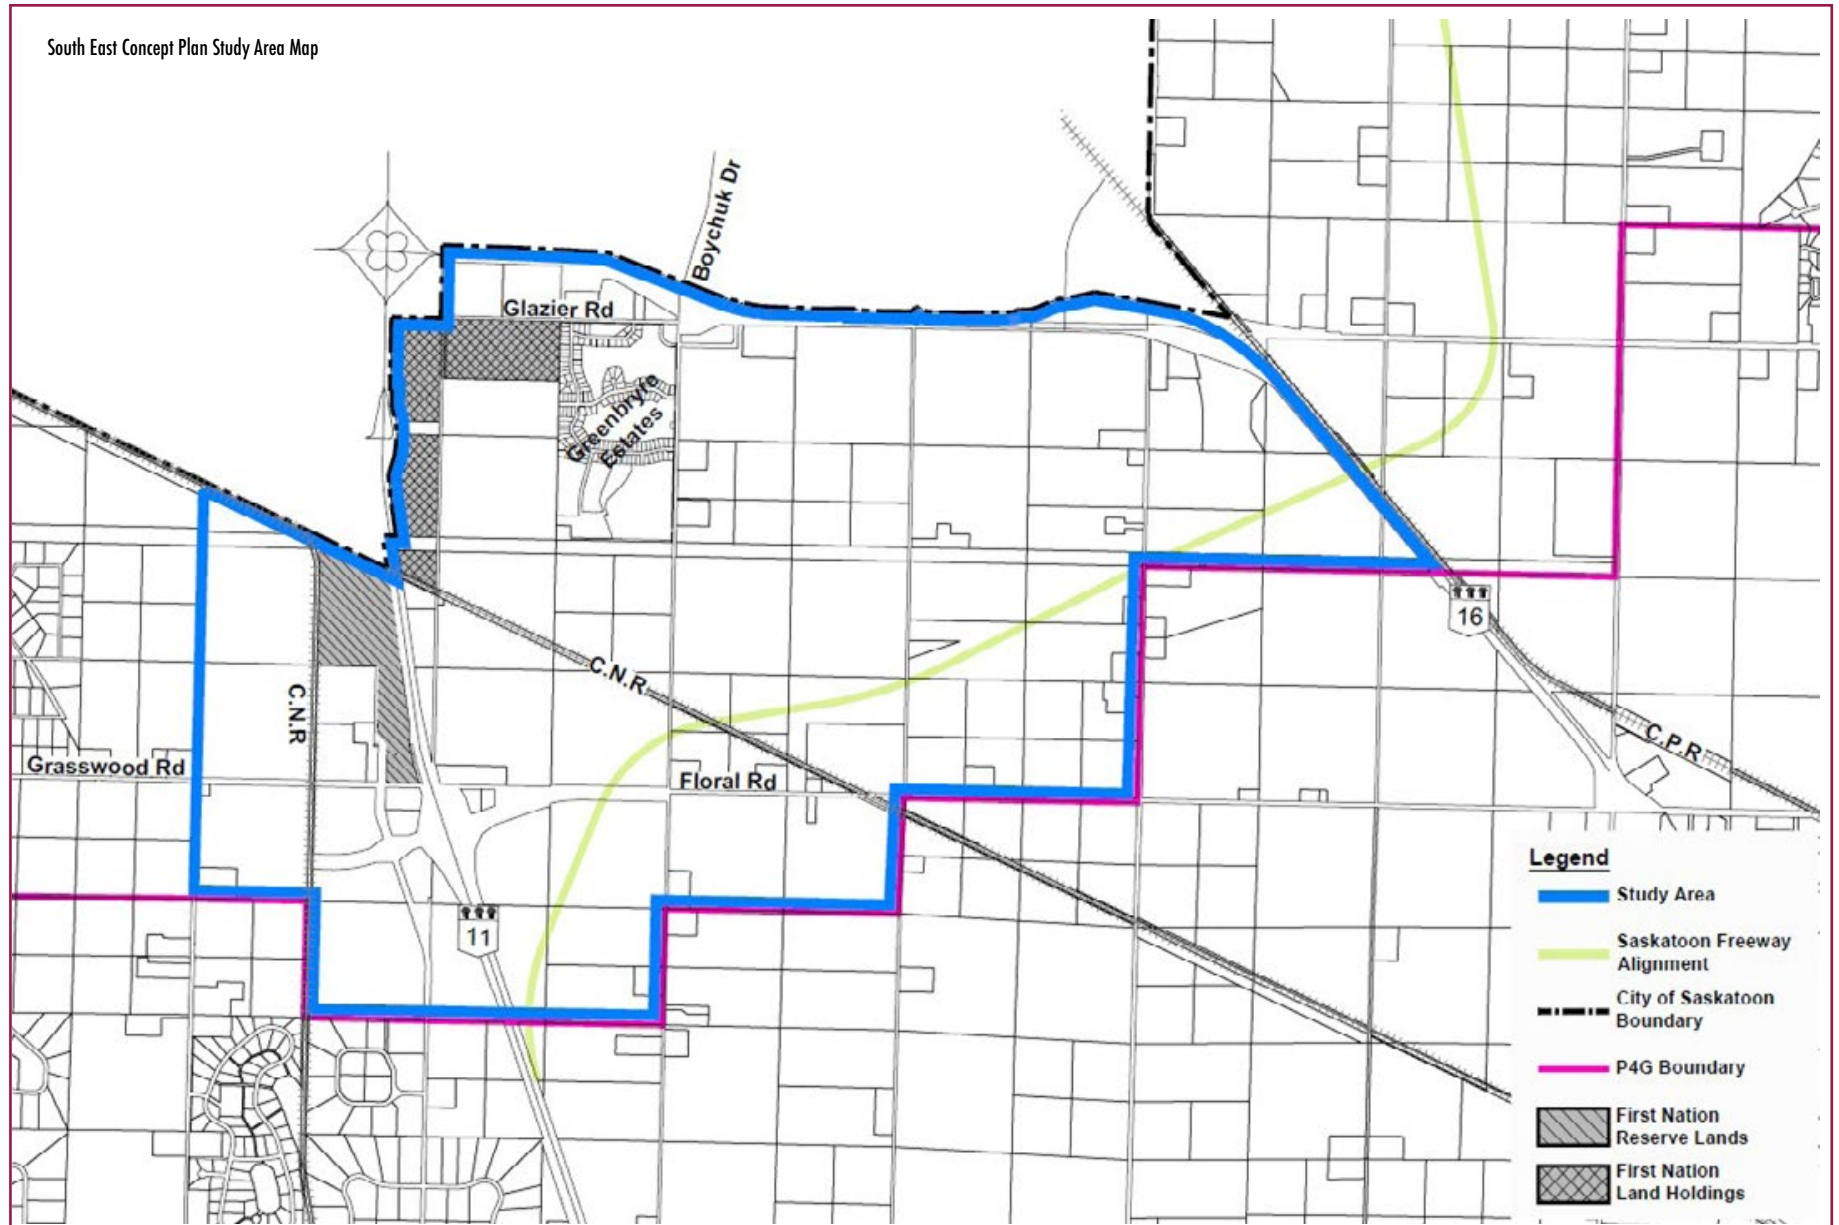 South East Concept Plan Study Area Map
Boychuk Dr
Glazier Rd
Greenbryre
Estates
C.N.R.
C.N.R
16
C.P.R
Grasswood Rd
Floral Rd
11
Legend
Study Area
Saskatoon Freeway
Alignment
City of Saskatoon
Boundary
P4G Boundary
First Nation
Reserve Lands
First Nation
Land Holdings